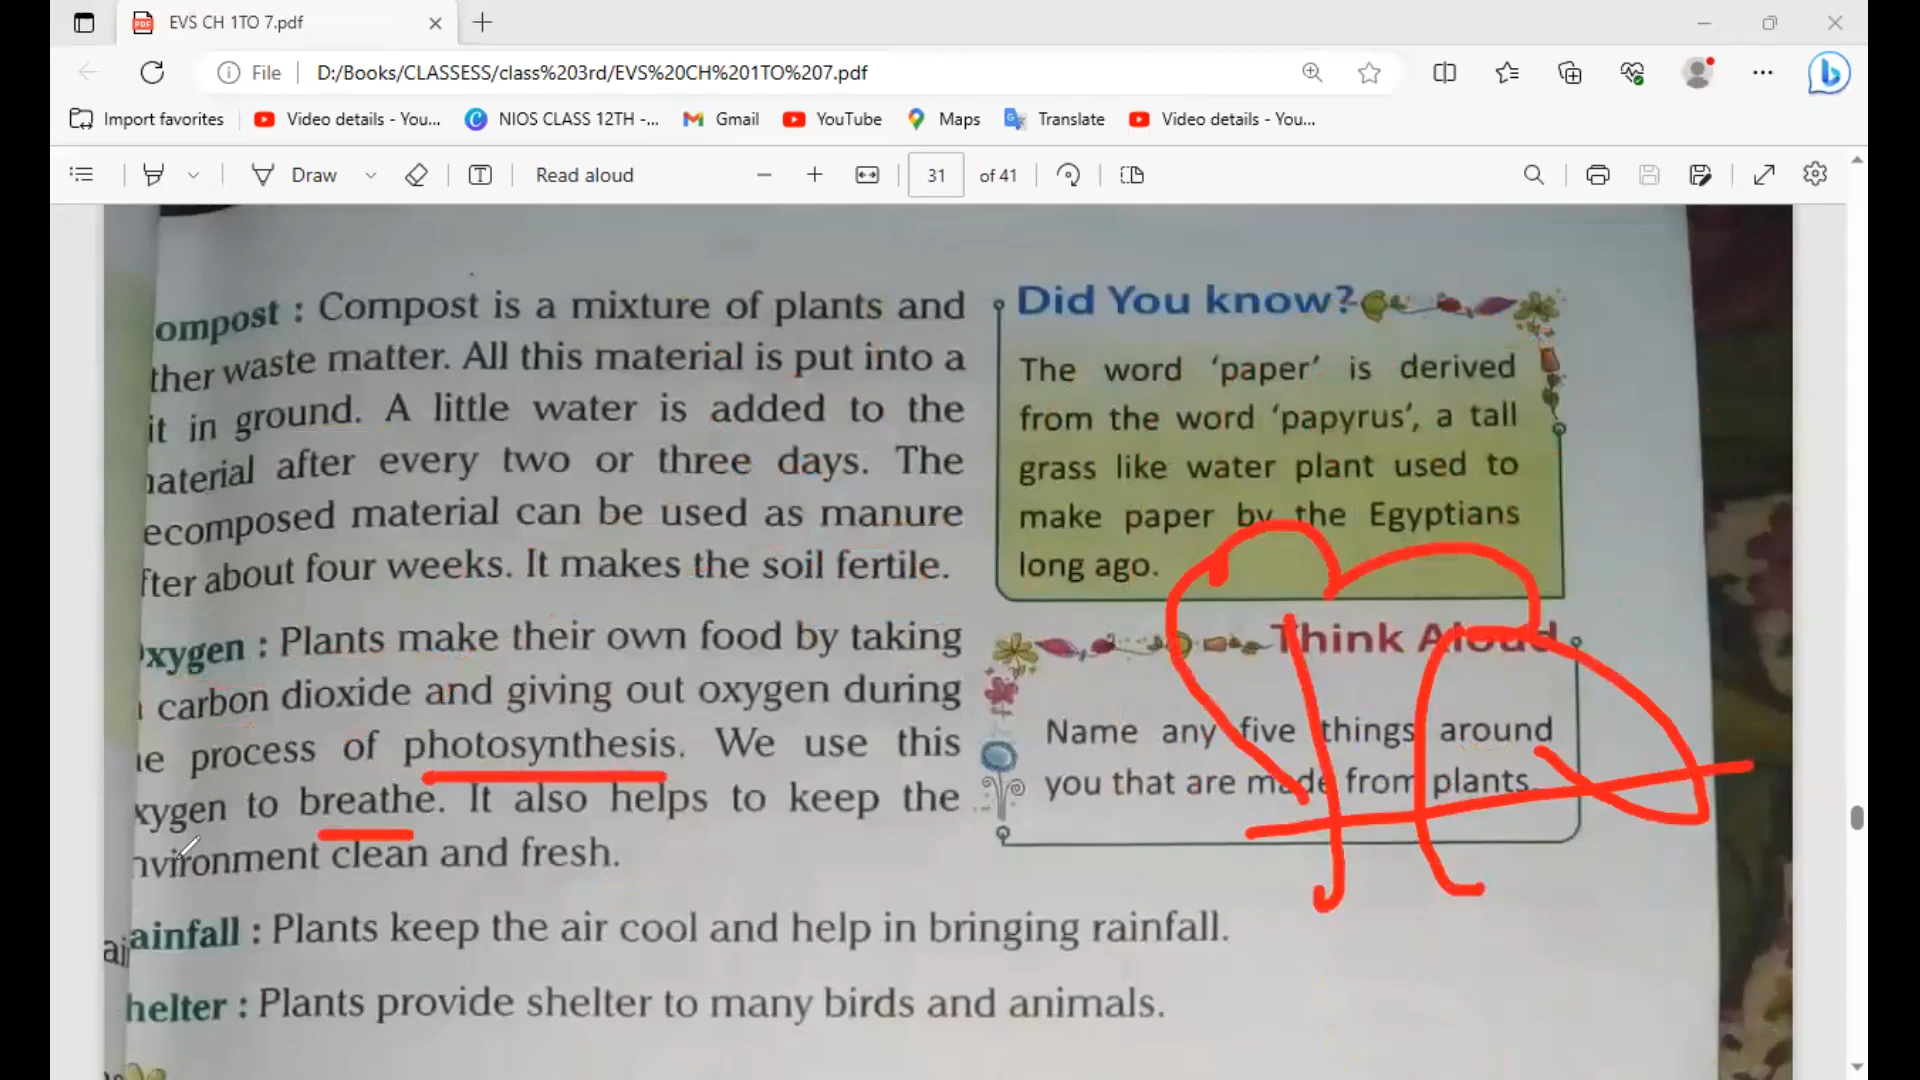 EVS CH 1TO 7.pdf
File
D:/Books/CLASSESS/class%203rd/EVS%20CH%201TO%207.pdf
Import favorites
Video details - You...
NIOS CLASS 12TH -...
Gmail
YouTube
Maps
Translate
Video details - You...
Draw
Read aloud
31
of 41
ompost : Compost is a mixture of plants and
ther waste matter. All this material is put into a
it in ground. A little water is added to the
aterial after every two or three days. The
ecomposed material can be used as manure
fter about four weeks. It makes the soil fertile.
xygen : Plants make their own food by taking
carbon dioxide and giving out oxygen during
e process of photosynthesis. We use this
xygen to breathe. It also helps to keep the
nvironment clean and fresh.
ainfall : Plants keep the air cool and help in bringing rainfall.
helter : Plants provide shelter to many birds and animals.
Did You know?
The word ‘paper’ is derived
from the word ‘papyrus’, a tall
grass like water plant used to
make paper by the Egyptians
long ago.
Think Aloud
Name any five things around
you that are made from plants.